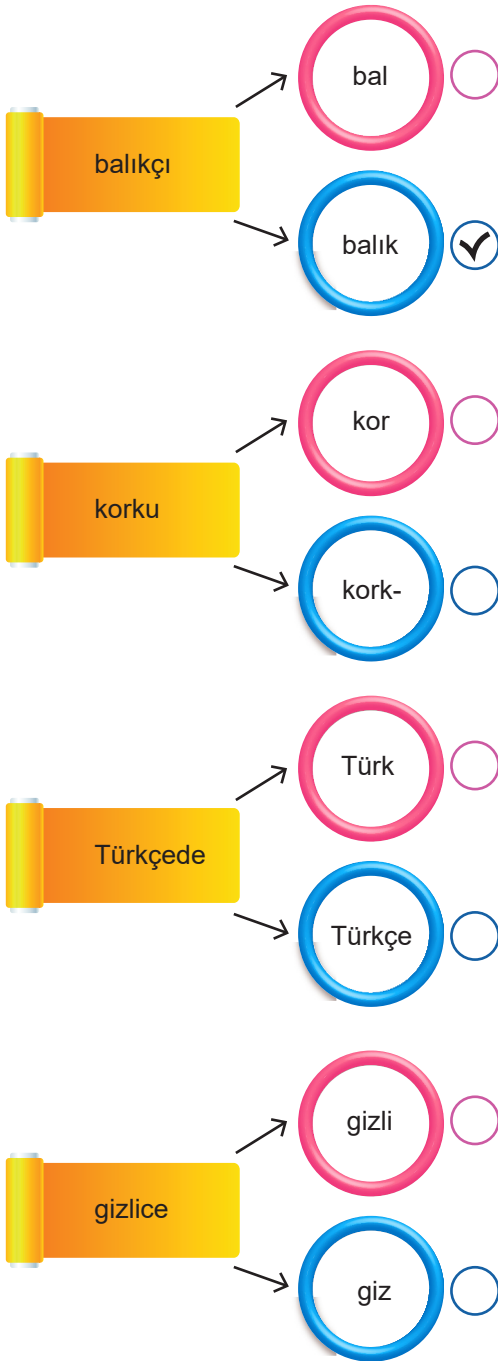 balıkçı
bal
balık
korku
kor
kork-
Türkçede
Türk
Türkçe
gizlice
gizli
giz